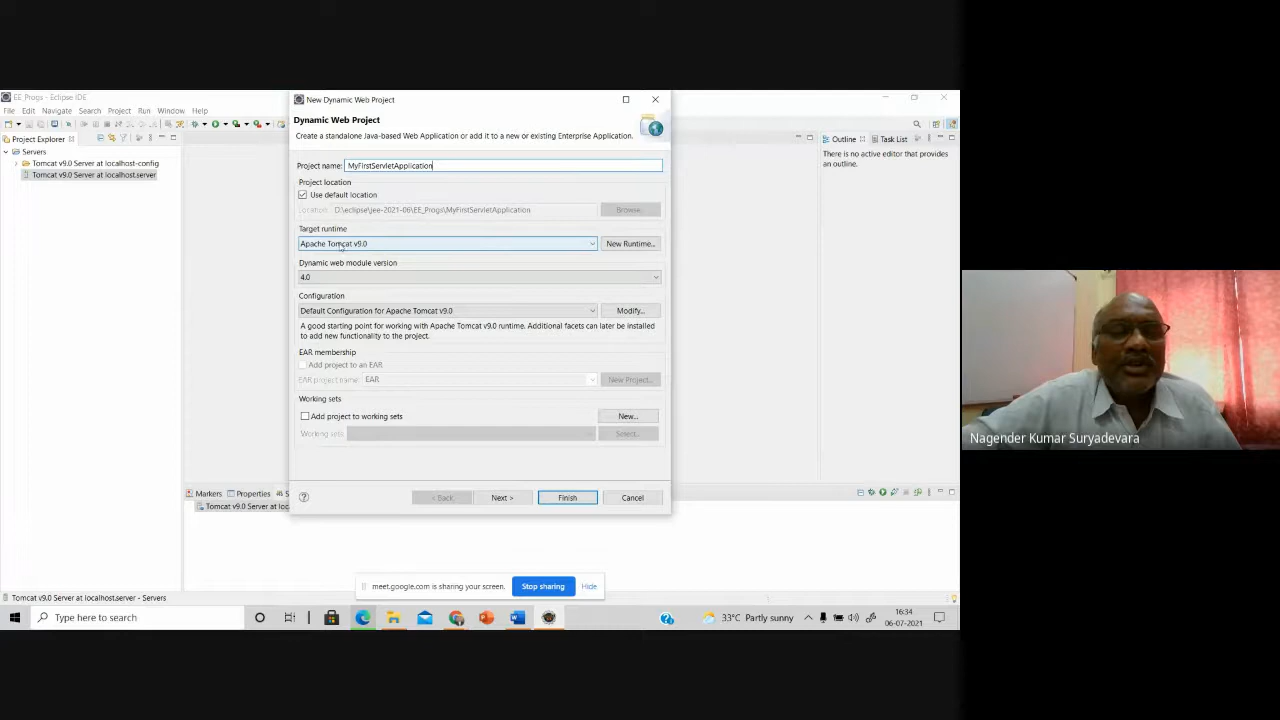 EE_Progs - Eclipse IDE
File Edit Navigate Search Project Run Window Help
Project Explorer
Servers
Tomcat v9.0 Server at localhost-config
Tomcat v9.0 Server at localhost.server
New Dynamic Web Project
Dynamic Web Project
Create a standalone Java-based Web Application or add it to a new or existing Enterprise Application.
Project name: MyFirstServletApplication
Project location
Use default location
Location: D:\eclipse\jee-2021-06\EE_Progs\MyFirstServletApplication Browse...
Target runtime
Apache Tomcat v9.0 New Runtime...
Dynamic web module version
4.0
Configuration
Default Configuration for Apache Tomcat v9.0 Modify...
A good starting point for working with Apache Tomcat v9.0 runtime. Additional facets can later be installed
to add new functionality to the project.
EAR membership
Add project to an EAR
EAR project name: EAR New Project...
Working sets
Add project to working sets New...
Working sets: Select...
< Back Next > Finish Cancel
Outline Task List
There is no active editor that provides
an outline.
Markers Properties S
Tomcat v9.0 Server at loc
meet.google.com is sharing your screen. Stop sharing Hide
Tomcat v9.0 Server at localhost.server - Servers
Type here to search
33°C Partly sunny
16:34
06-07-2021
Nagender Kumar Suryadevara